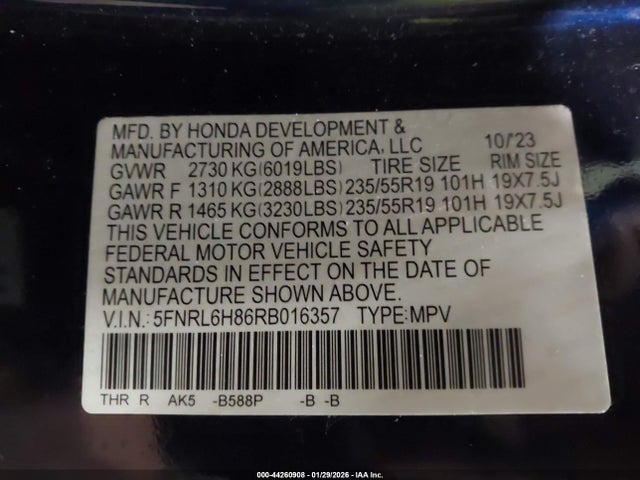 MFD. BY HONDA DEVELOPMENT &
MANUFACTURING OF AMERICA, LLC 10/'23
GVWR 2730 KG(6019LBS) TIRE SIZE RIM SIZE
GAWR F 1310 KG(2888LBS) 235/55R19 101H 19X7.5J
GAWR R 1465 KG(3230LBS) 235/55R19 101H 19X7.5J
THIS VEHICLE CONFORMS TO ALL APPLICABLE
FEDERAL MOTOR VEHICLE SAFETY
STANDARDS IN EFFECT ON THE DATE OF
MANUFACTURE SHOWN ABOVE.
V.I.N.: 5FNRL6H86RB016357 TYPE:MPV
THR R AK5 -B588P -B -B
000-44260908 - 01/29/2026 - IAA Inc.